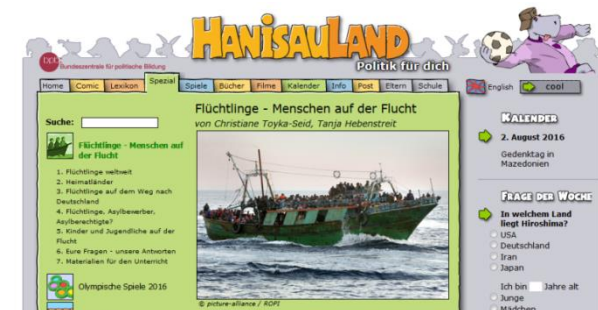 HANISAULAND
Politik für dich
bpb
Bundeszentrale für politische Bildung
Home Comic Lexikon Spezial Spiele Bücher Filme Kalender Info Post Eltern Schule
English cool
Suche:
Flüchtlinge - Menschen auf der Flucht
1. Flüchtlinge weltweit
2. Heimatländer
3. Flüchtlinge auf dem Weg nach
Deutschland
4. Flüchtlinge, Asylbewerber,
Asylberechtigte?
5. Kinder und Jugendliche auf der
Flucht
6. Eure Fragen - unsere Antworten
7. Materialien für den Unterricht
Olympische Spiele 2016
Flüchtlinge - Menschen auf der Flucht
von Christiane Toyka-Seid, Tanja Hebenstreit
© picture-alliance / ROPI
KALENDER
2. August 2016
Gedenktag in
Mazedonien
FRAGE DER WOCHE
In welchem Land
liegt Hiroshima?
USA
Deutschland
Iran
Japan
Ich bin Jahre alt
Junge
Mädchen